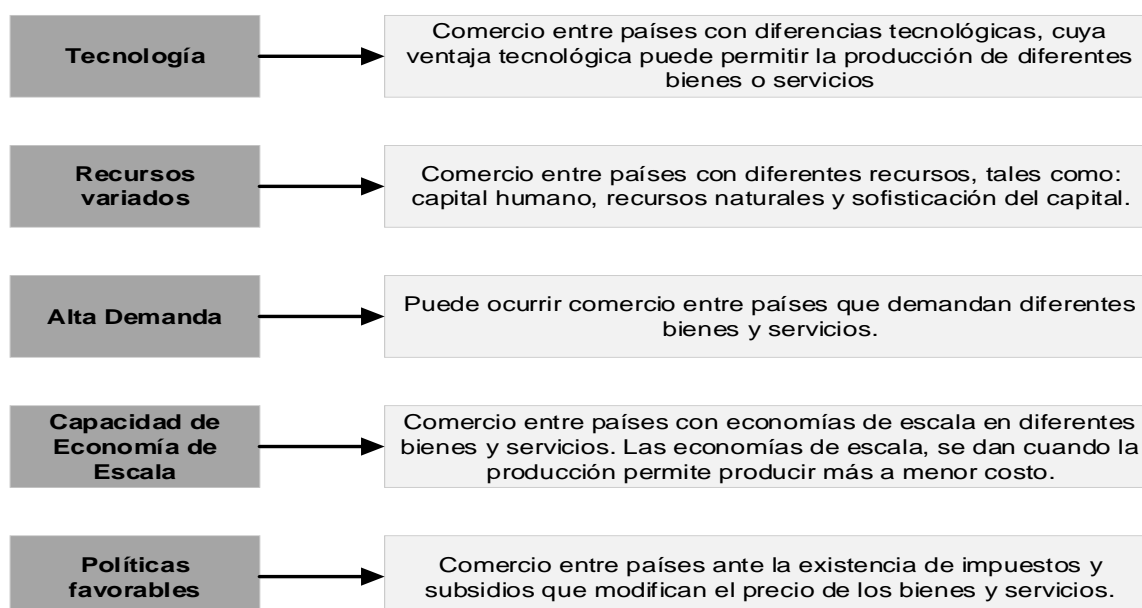 Tecnología
Comercio entre países con diferencias tecnológicas, cuya
ventaja tecnológica puede permitir la producción de diferentes
bienes o servicios
Recursos
variados
Comercio entre países con diferentes recursos, tales como:
capital humano, recursos naturales y sofisticación del capital.
Alta Demanda
Puede ocurrir comercio entre países que demandan diferentes
bienes y servicios.
Capacidad de
Economía de
Escala
Comercio entre países con economías de escala en diferentes
bienes y servicios. Las economías de escala, se dan cuando la
producción permite producir más a menor costo.
Políticas
favorables
Comercio entre países ante la existencia de impuestos y
subsidios que modifican el precio de los bienes y servicios.